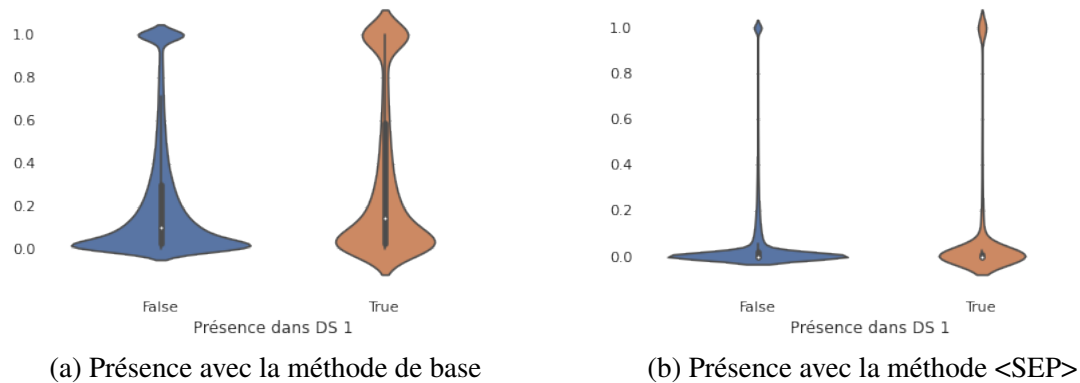 1.0
0.8
0.6
0.4
0.2
0.0
False True
Présence dans DS 1
(a) Présence avec la méthode de base
1.0
0.8
0.6
0.4
0.2
0.0
False True
Présence dans DS 1
(b) Présence avec la méthode <SEP>